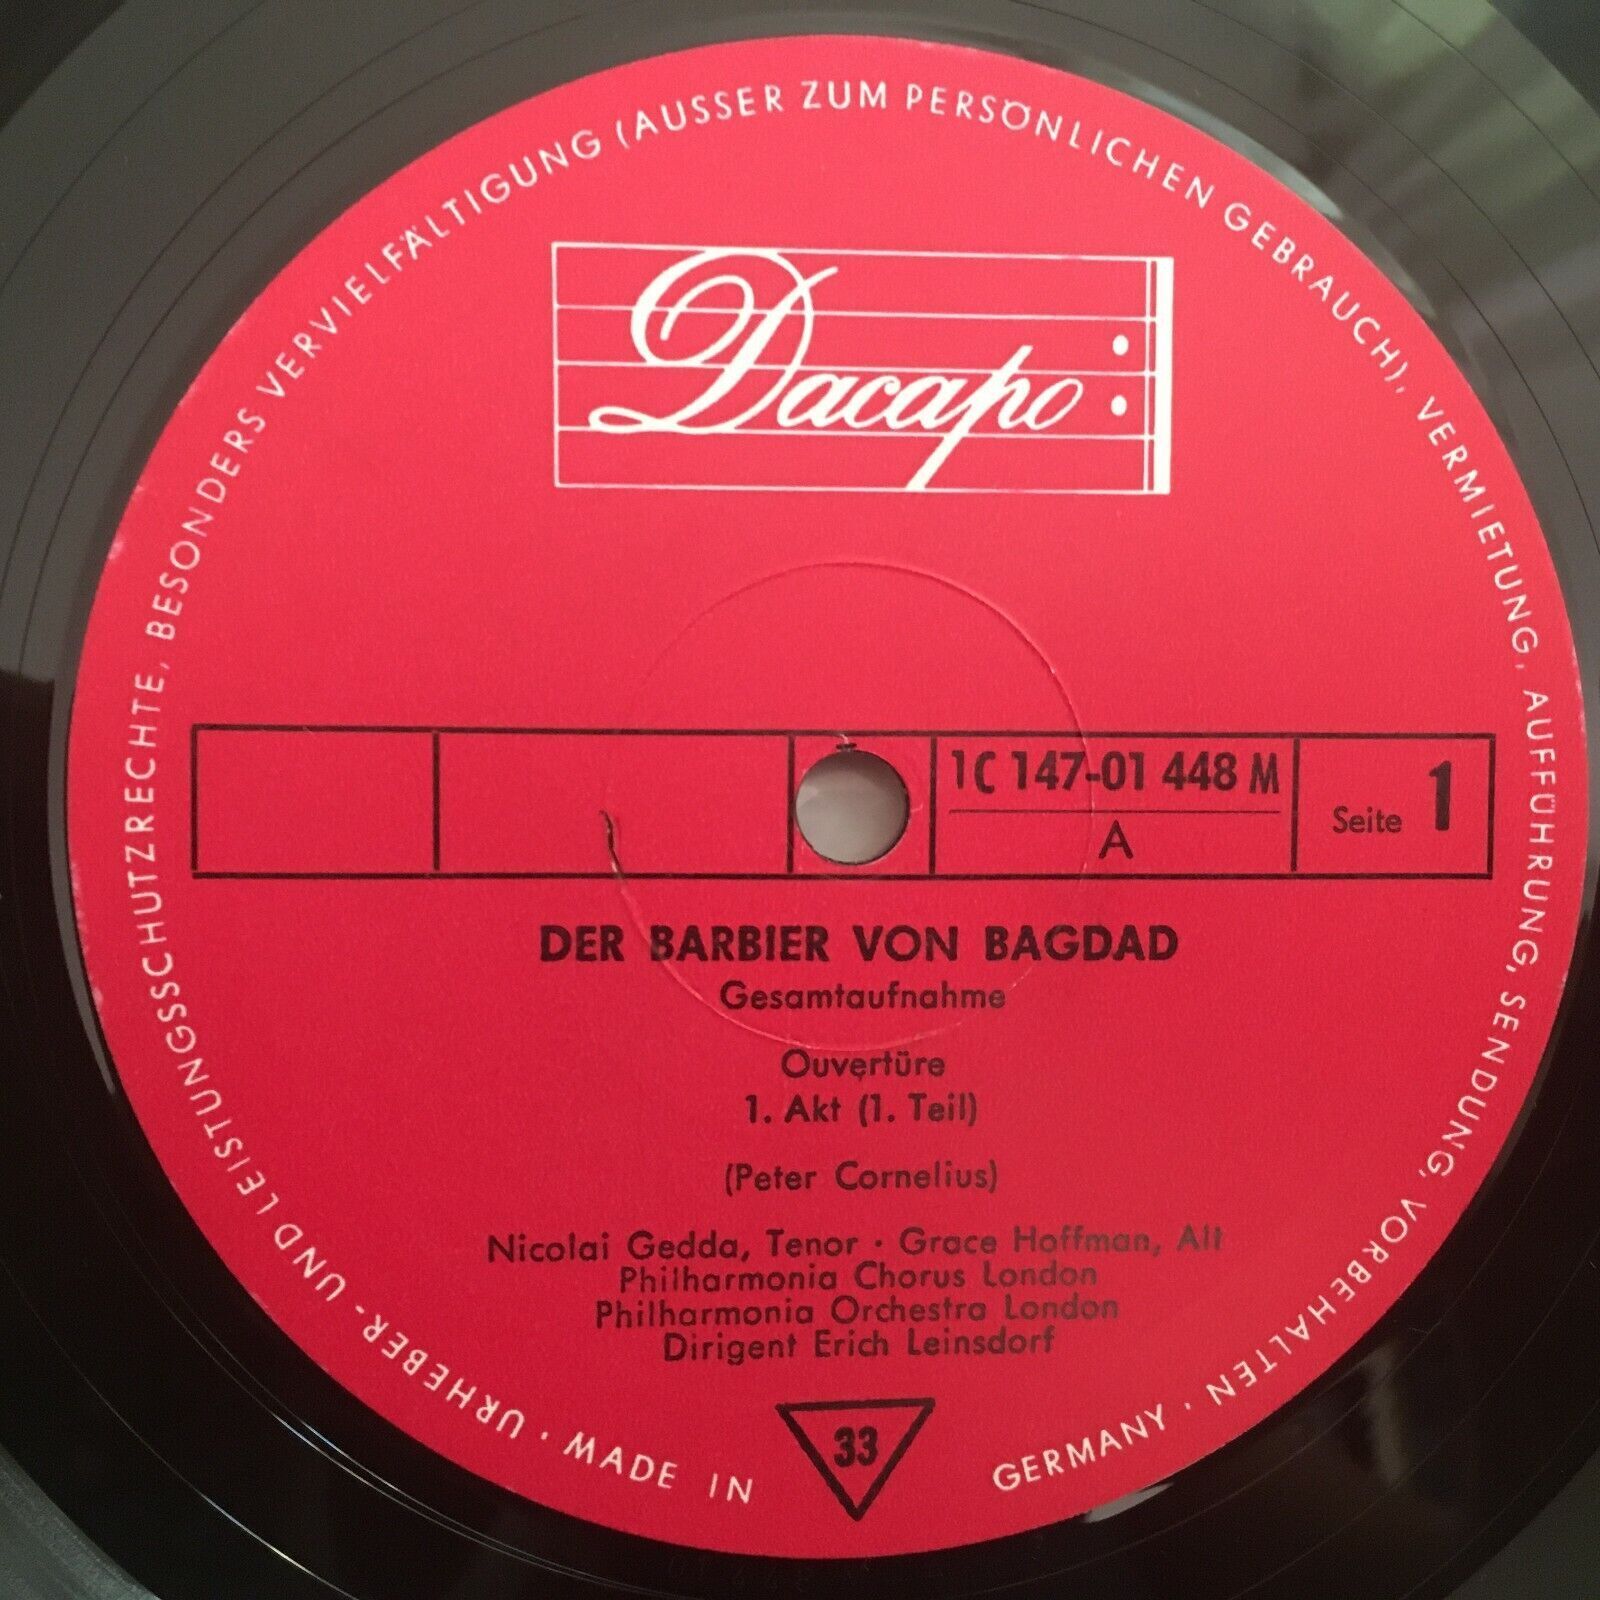 URHEBER- UND LEISTUNGSSCHUTZRECHTE, BESONDERS VERVIELFÄLTIGUNG (AUSSER ZUM PERSÖNLICHEN GEBRAUCH), VERMIETUNG, AUFFÜHRUNG, SENDUNG, VORBEHALTEN ·
Dacapo
1C 147-01 448 M
A
Seite 1
DER BARBIER VON BAGDAD
Gesamtaufnahme
Ouvertüre
1. Akt (1. Teil)
(Peter Cornelius)
Nicolai Gedda, Tenor · Grace Hoffman, Alt
Philharmonia Chorus London
Philharmonia Orchestra London
Dirigent Erich Leinsdorf
33
· MADE IN GERMANY ·